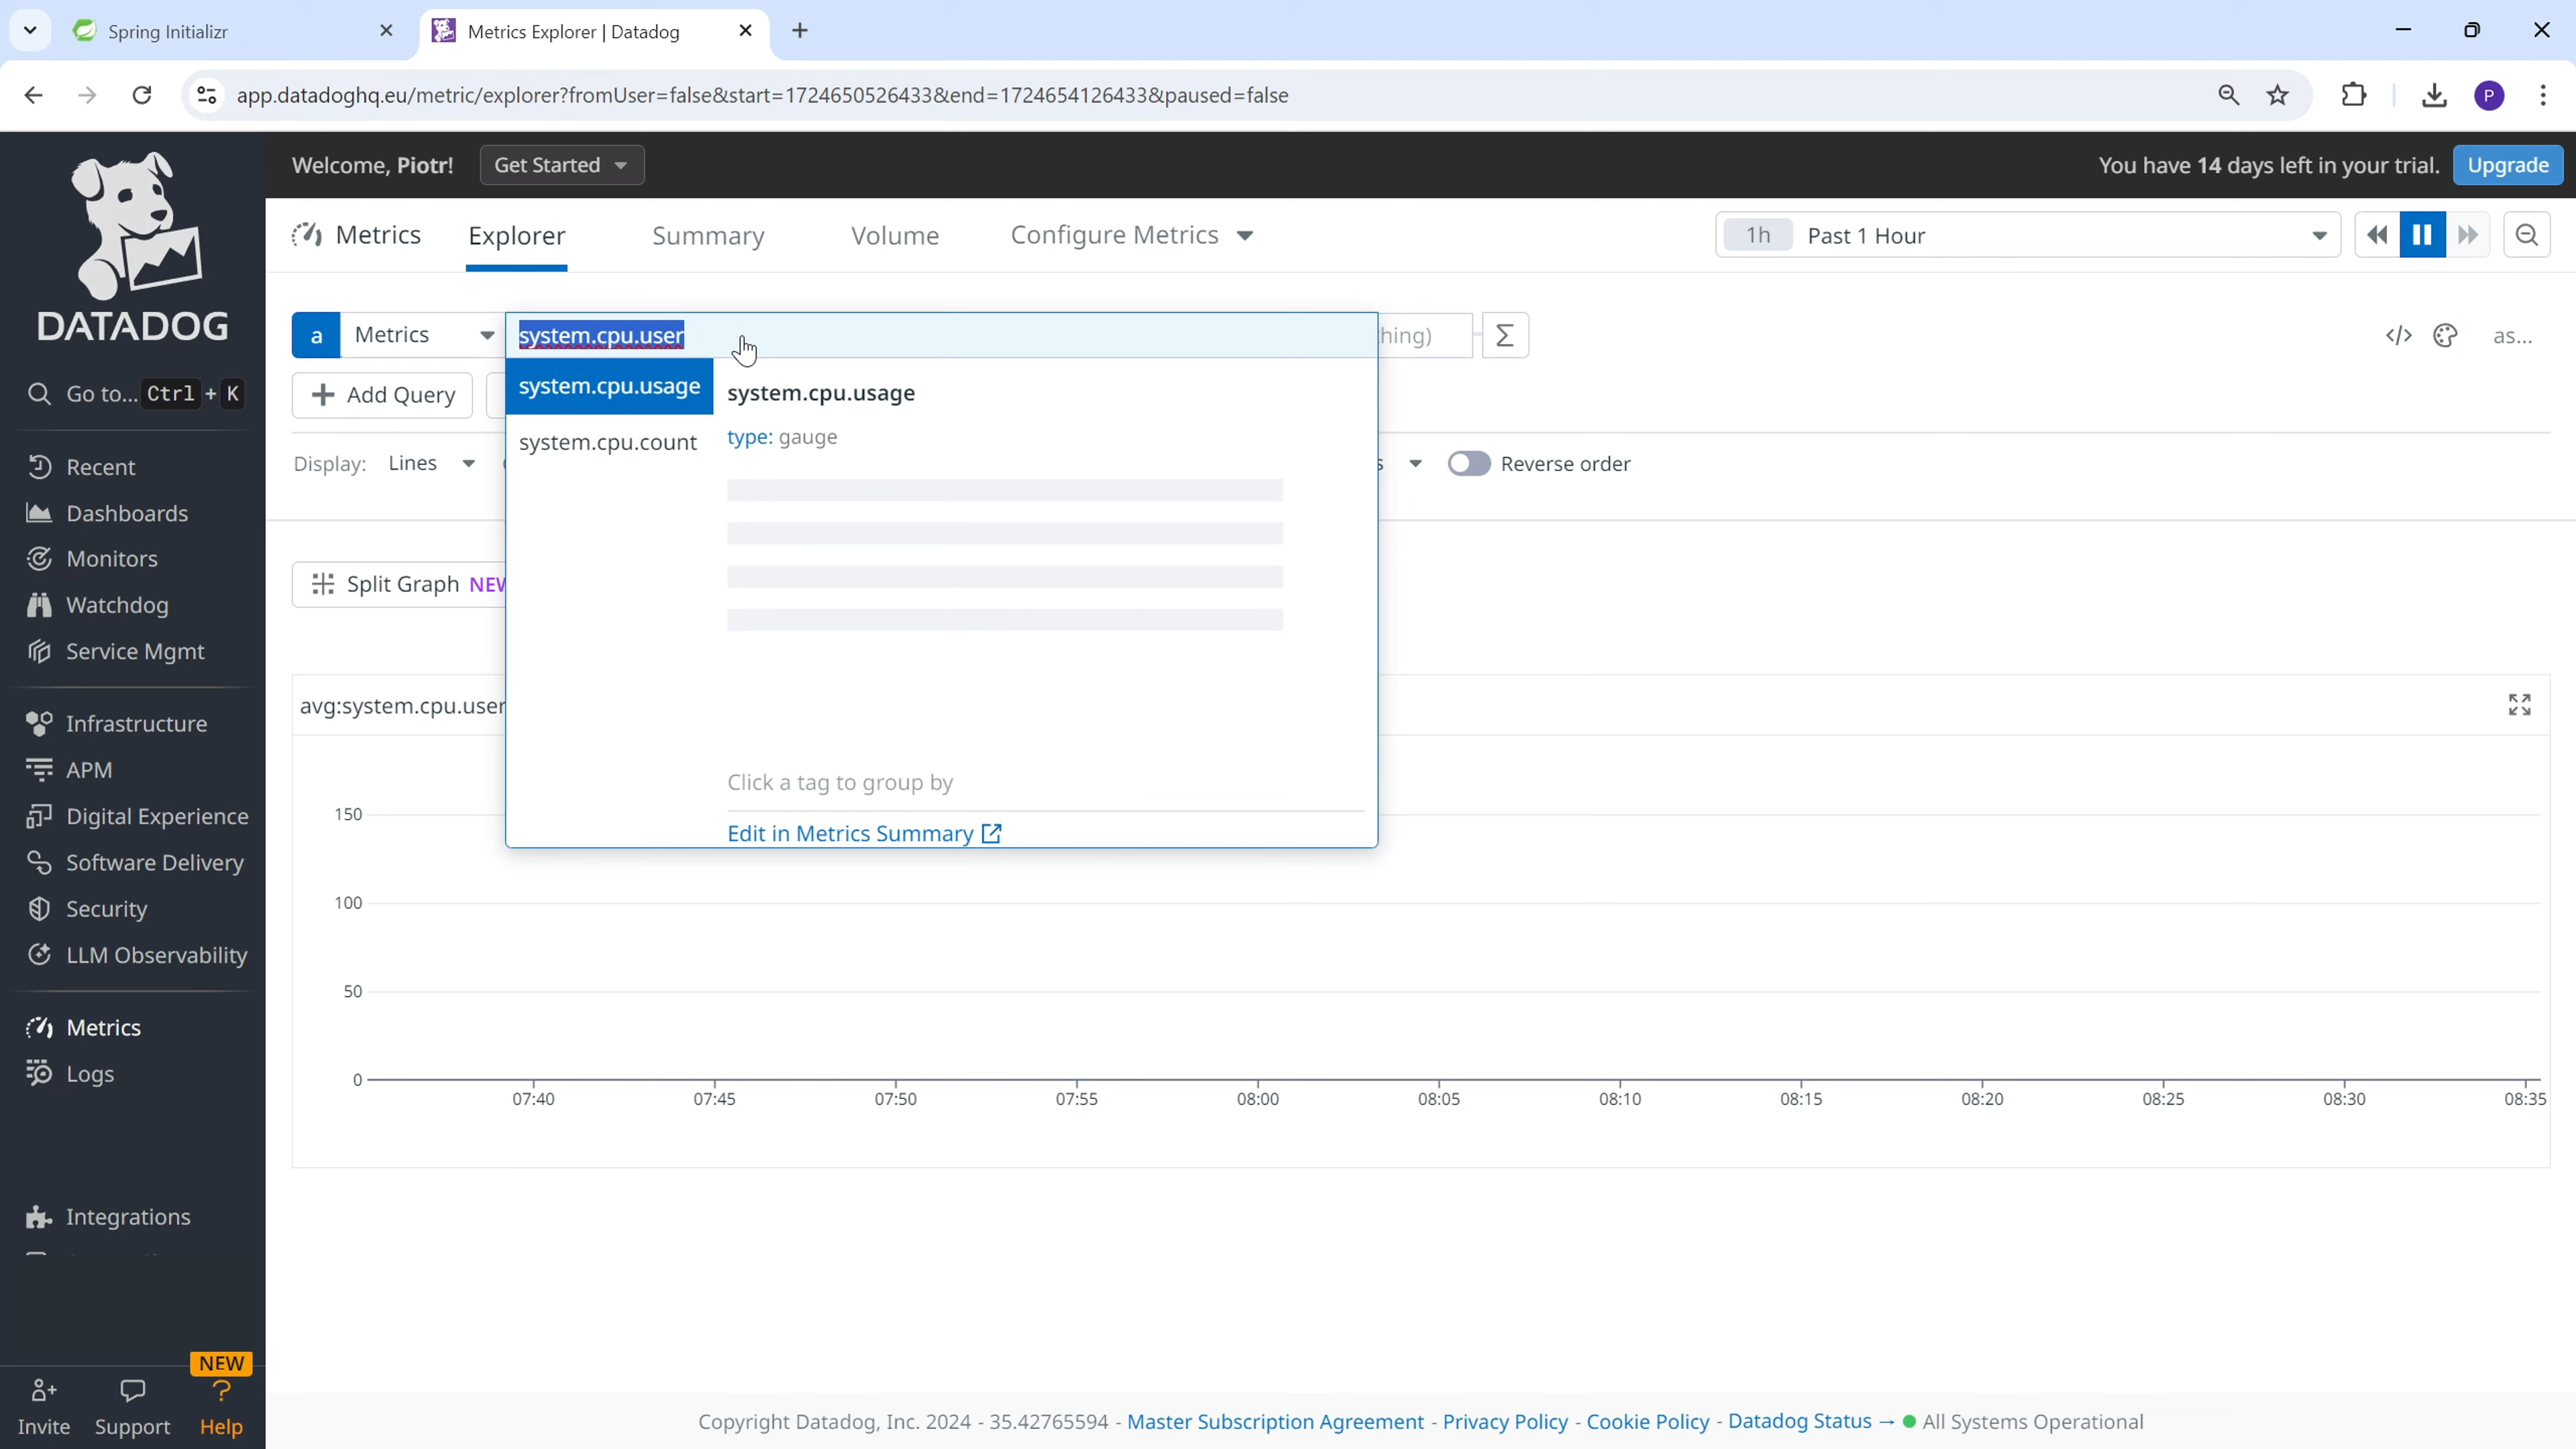 Spring Initializr
Metrics Explorer | Datadog
app.datadoghq.eu/metric/explorer?fromUser=false&start=1724650526433&end=1724654126433&paused=false
P
DATADOG
Go to... Ctrl + K
Recent
Dashboards
Monitors
Watchdog
Service Mgmt
Infrastructure
APM
Digital Experience
Software Delivery
Security
LLM Observability
Metrics
Logs
Integrations
NEW
Invite Support Help
Welcome, Piotr! Get Started
You have 14 days left in your trial. Upgrade
Metrics Explorer Summary Volume Configure Metrics
1h Past 1 Hour
a Metrics system.cpu.user hing) Σ as...
Add Query
system.cpu.usage
system.cpu.count
system.cpu.usage
type: gauge
Click a tag to group by
Edit in Metrics Summary
Display: Lines
s Reverse order
Split Graph NEW
avg:system.cpu.user
150
100
50
0
07:40 07:45 07:50 07:55 08:00 08:05 08:10 08:15 08:20 08:25 08:30 08:35
Copyright Datadog, Inc. 2024 - 35.42765594 - Master Subscription Agreement - Privacy Policy - Cookie Policy - Datadog Status → All Systems Operational